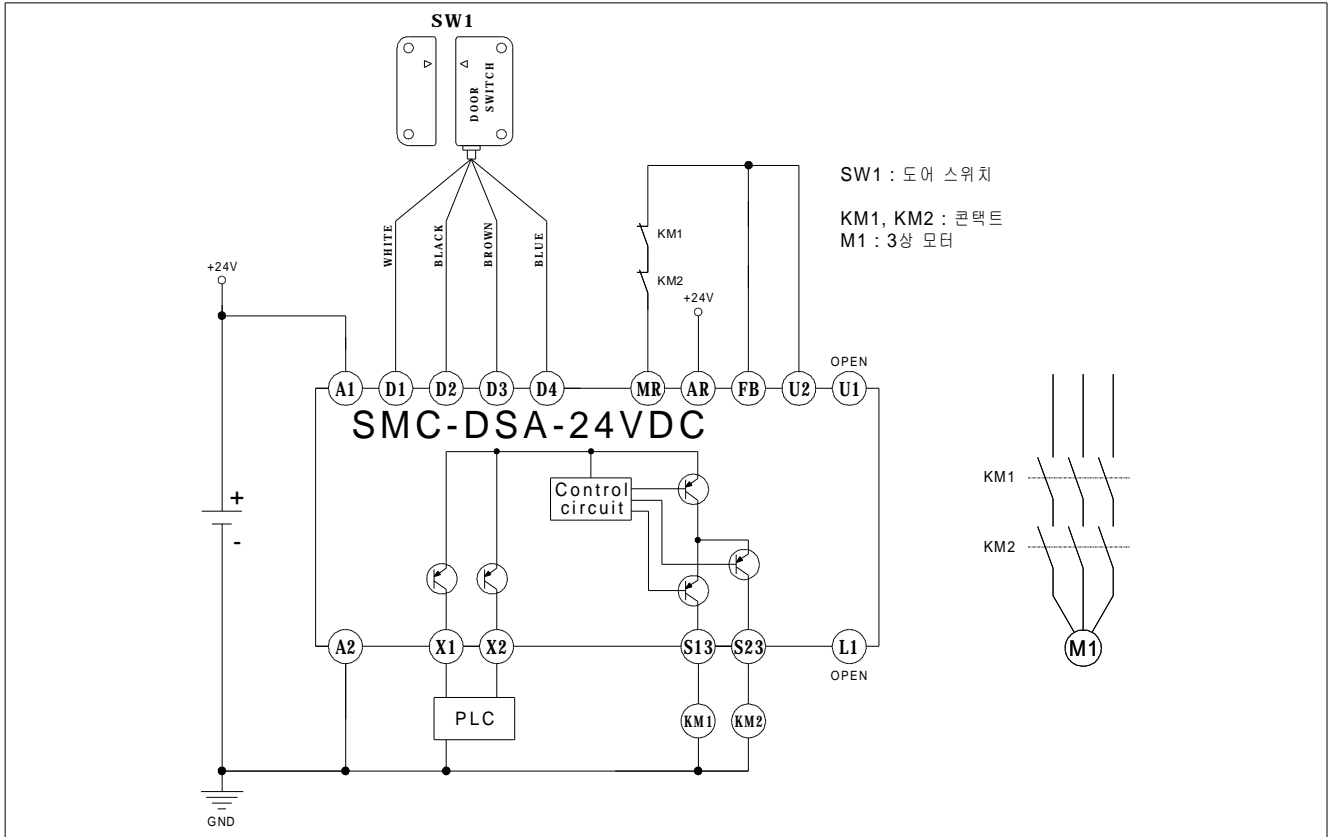 SW1
DOOR
SWITCH
WHITE
BLACK
BROWN
BLUE
KM1
KM2
SW1 : 도어 스위치
KM1, KM2 : 콘택트
M1 : 3상 모터
+24V
+24V
OPEN
A1 D1 D2 D3 D4 MR AR FB U2 U1
SMC-DSA-24VDC
Control
circuit
+
-
KM1
KM2
A2 X1 X2 S13 S23 L1
OPEN
M1
PLC
KM1 KM2
GND